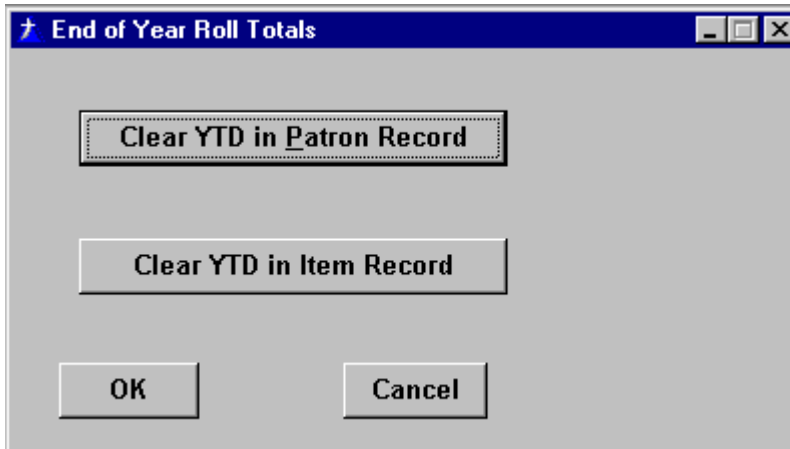 End of Year Roll Totals
Clear YTD in Patron Record
Clear YTD in Item Record
OK
Cancel